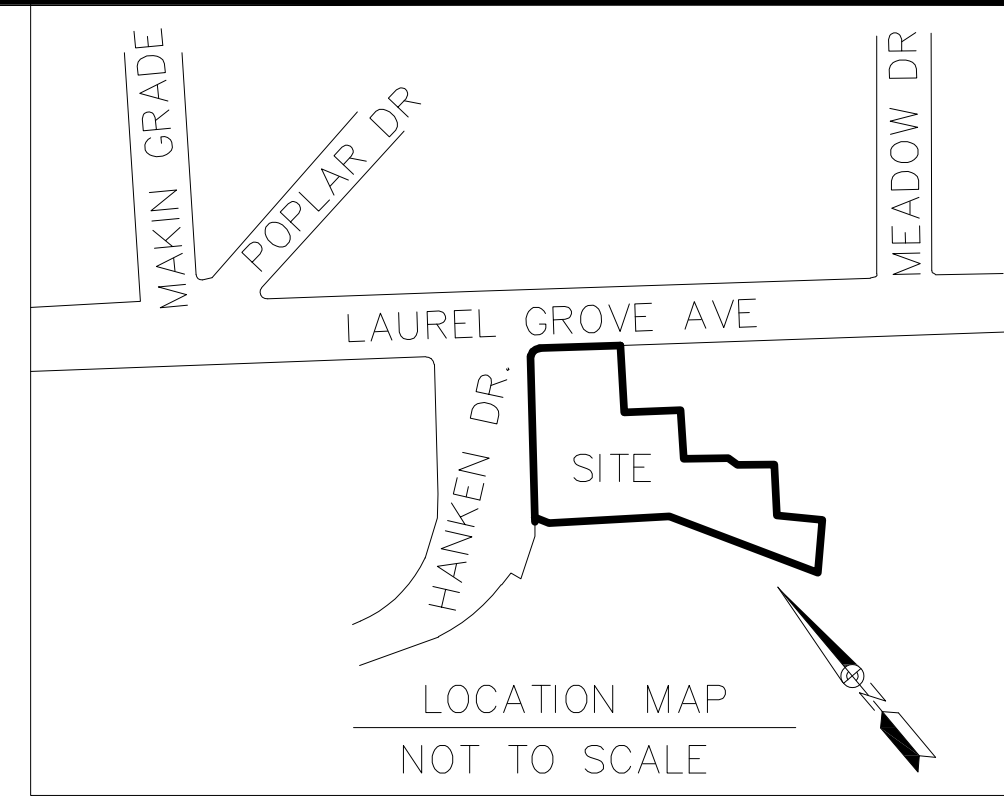 MAKIN GRADE
POPLAR DR
MEADOW DR
LAUREL GROVE AVE
HANKEN DR.
SITE
N
LOCATION MAP
NOT TO SCALE